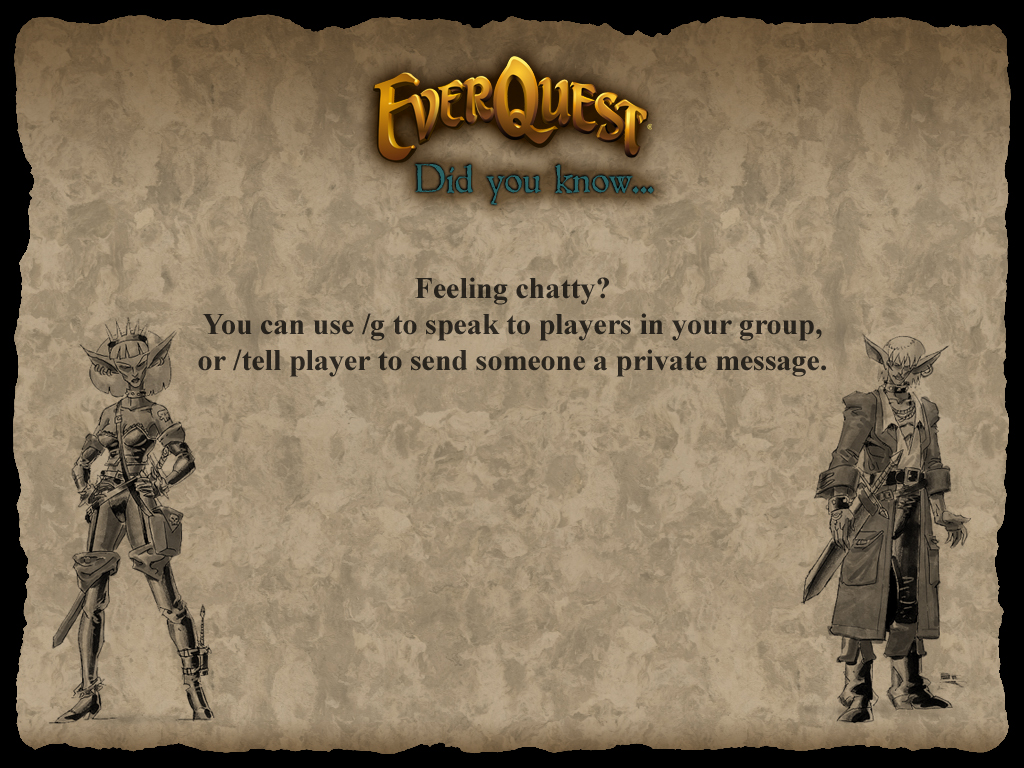 EverQuest
Did you know...
Feeling chatty?
You can use /g to speak to players in your group,
or /tell player to send someone a private message.